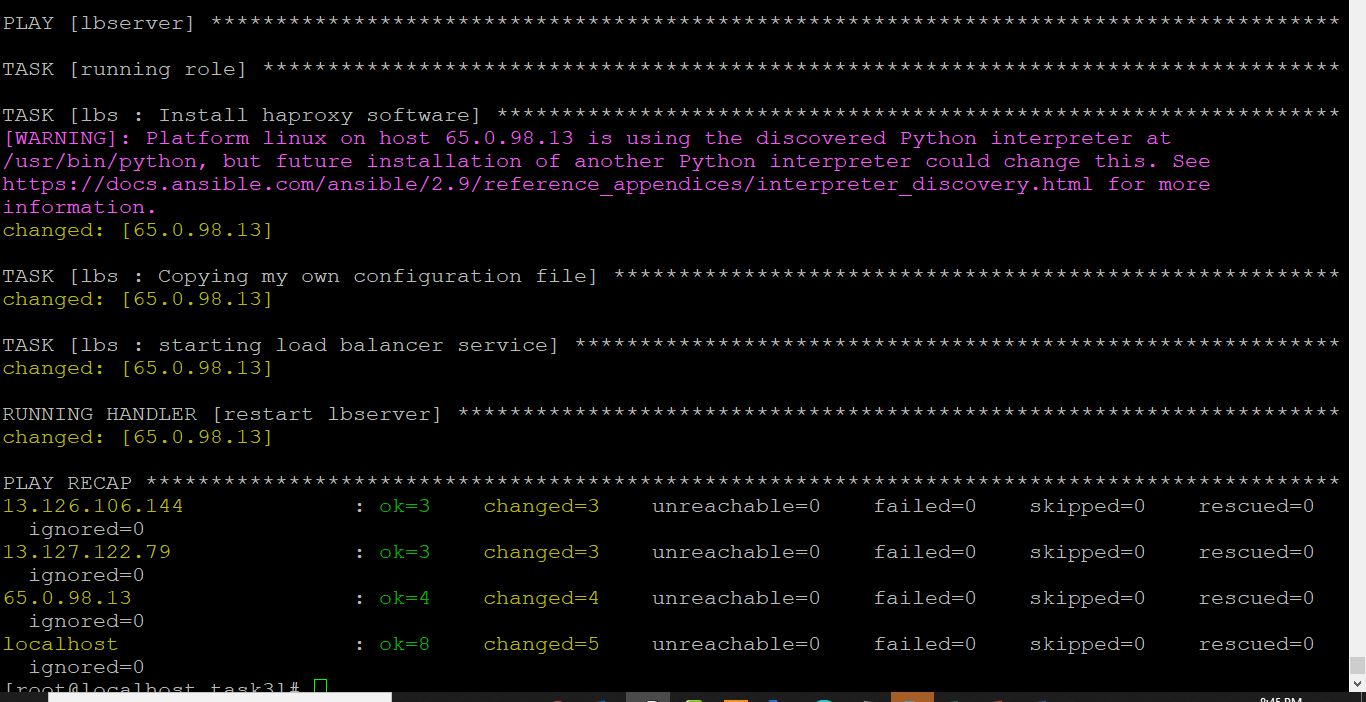 PLAY [lbserver] ***************************************************************************************
TASK [running role] ***********************************************************************************
TASK [lbs : Install haproxy software] *****************************************************************
[WARNING]: Platform linux on host 65.0.98.13 is using the discovered Python interpreter at
/usr/bin/python, but future installation of another Python interpreter could change this. See
https://docs.ansible.com/ansible/2.9/reference_appendices/interpreter_discovery.html for more
information.
changed: [65.0.98.13]
TASK [lbs : Copying my own configuration file] ********************************************************
changed: [65.0.98.13]
TASK [lbs : starting load balancer service] ***********************************************************
changed: [65.0.98.13]
RUNNING HANDLER [restart lbserver] ********************************************************************
changed: [65.0.98.13]
PLAY RECAP ********************************************************************************************
13.126.106.144             : ok=3    changed=3    unreachable=0    failed=0    skipped=0    rescued=0
  ignored=0
13.127.122.79              : ok=3    changed=3    unreachable=0    failed=0    skipped=0    rescued=0
  ignored=0
65.0.98.13                 : ok=4    changed=4    unreachable=0    failed=0    skipped=0    rescued=0
  ignored=0
localhost                  : ok=8    changed=5    unreachable=0    failed=0    skipped=0    rescued=0
  ignored=0
[root@localhost task3]#